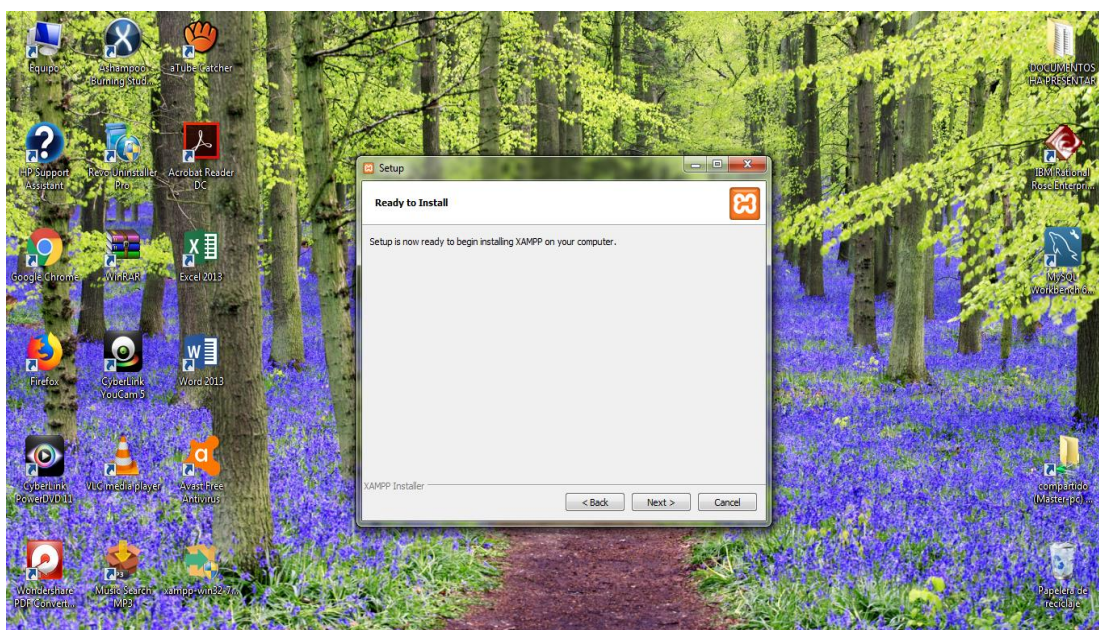 Equipo
Ashampoo
Burning Stud...
aTube Catcher
DOCUMENTOS
HA PRESENTAR
HP Support
Assistant
Revo Uninstaller
Pro
Acrobat Reader
DC
IBM Rational
Rose Enterpri...
Google Chrome
WinRAR
Excel 2013
MySQL
Workbench 6....
Firefox
CyberLink
YouCam 5
Word 2013
CyberLink
PowerDVD 11
VLC media player
Avast Free
Antivirus
compartido
(Master-pc) ...
Wondershare
PDF Convert...
Music Search
MP3
xampp-win32-7....
Papelera de
reciclaje
Setup
Ready to Install
Setup is now ready to begin installing XAMPP on your computer.
XAMPP Installer
< Back
Next >
Cancel